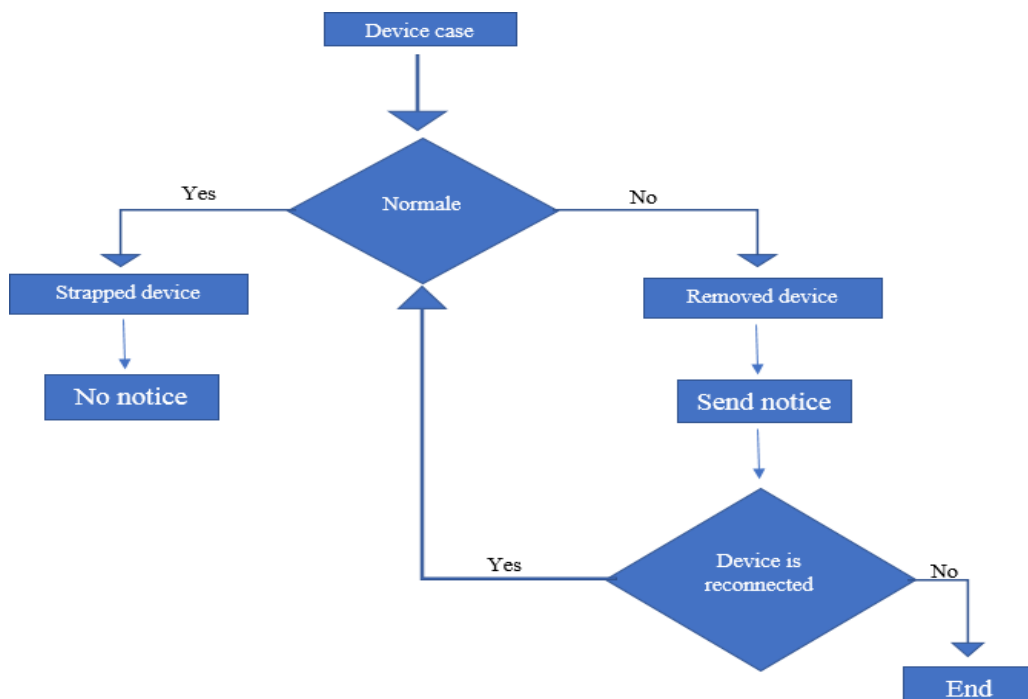 Device case
Normale
Yes
No
Strapped device
Removed device
No notice
Send notice
Device is
reconnected
Yes
No
End